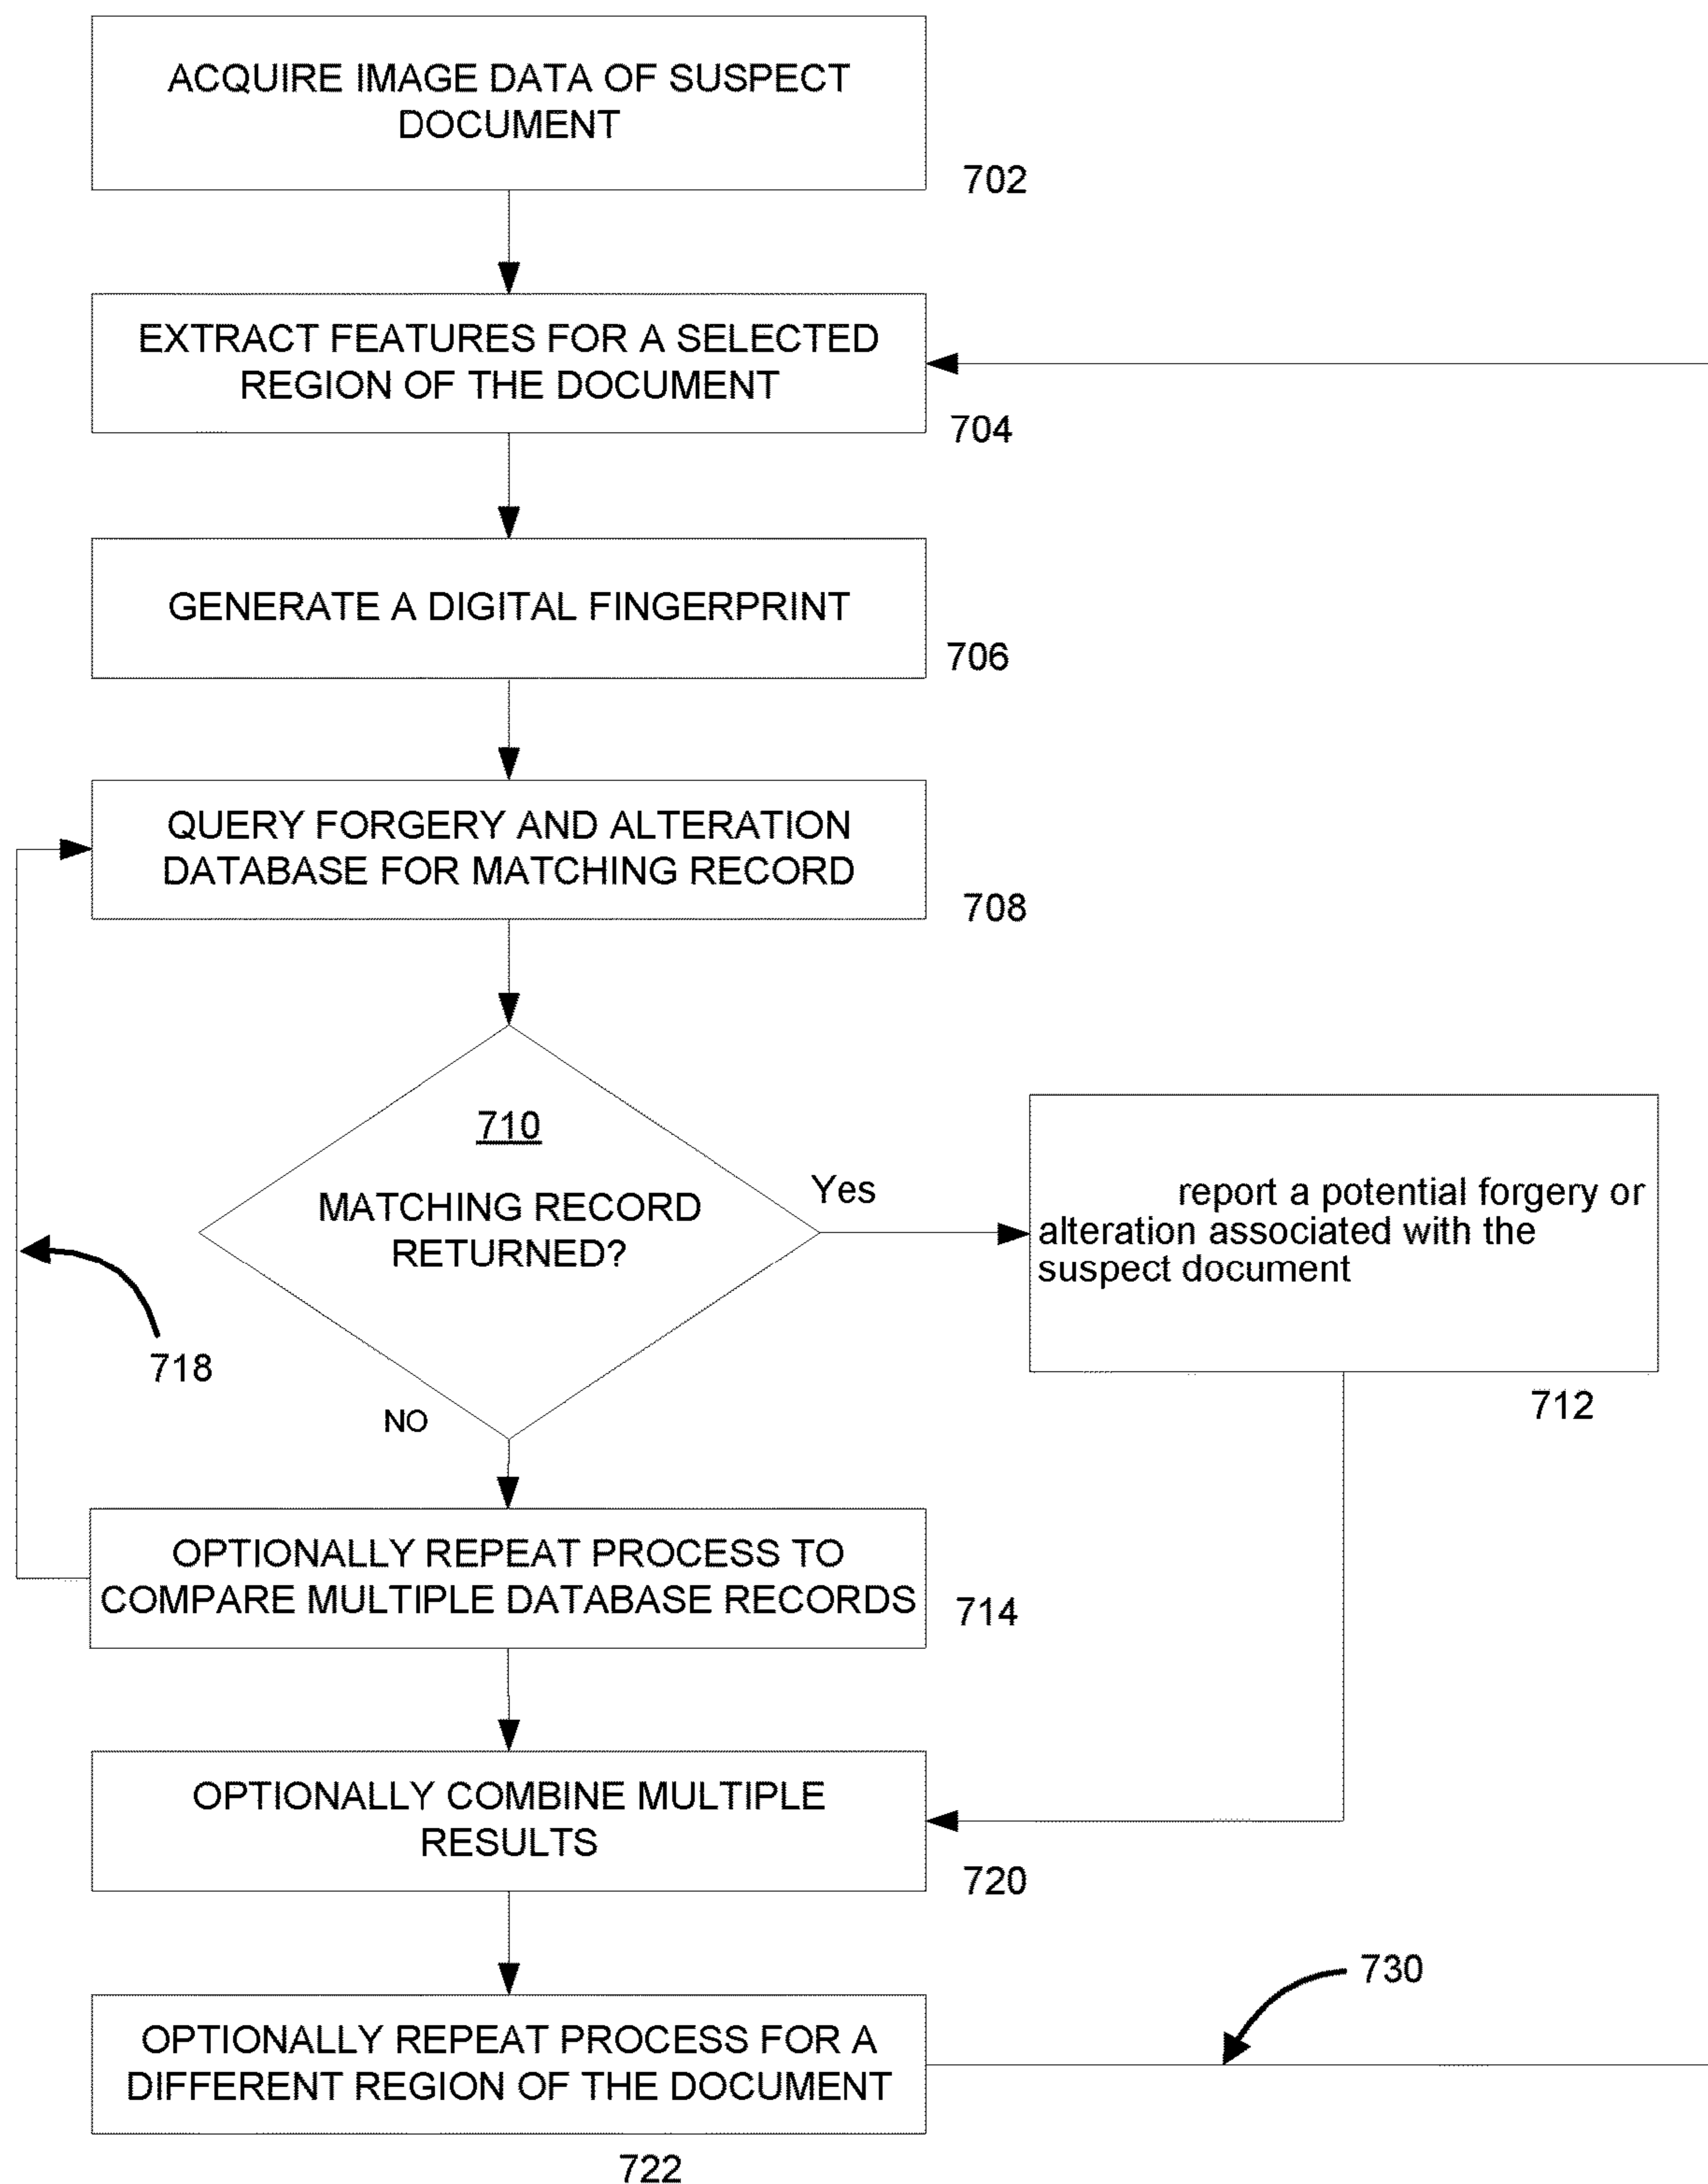 ACQUIRE IMAGE DATA OF SUSPECT
DOCUMENT
702
EXTRACT FEATURES FOR A SELECTED
REGION OF THE DOCUMENT
704
GENERATE A DIGITAL FINGERPRINT
706
QUERY FORGERY AND ALTERATION
DATABASE FOR MATCHING RECORD
708
710
MATCHING RECORD
RETURNED?
Yes
report a potential forgery or
alteration associated with the
suspect document
712
718
NO
OPTIONALLY REPEAT PROCESS TO
COMPARE MULTIPLE DATABASE RECORDS
714
OPTIONALLY COMBINE MULTIPLE
RESULTS
720
730
OPTIONALLY REPEAT PROCESS FOR A
DIFFERENT REGION OF THE DOCUMENT
722